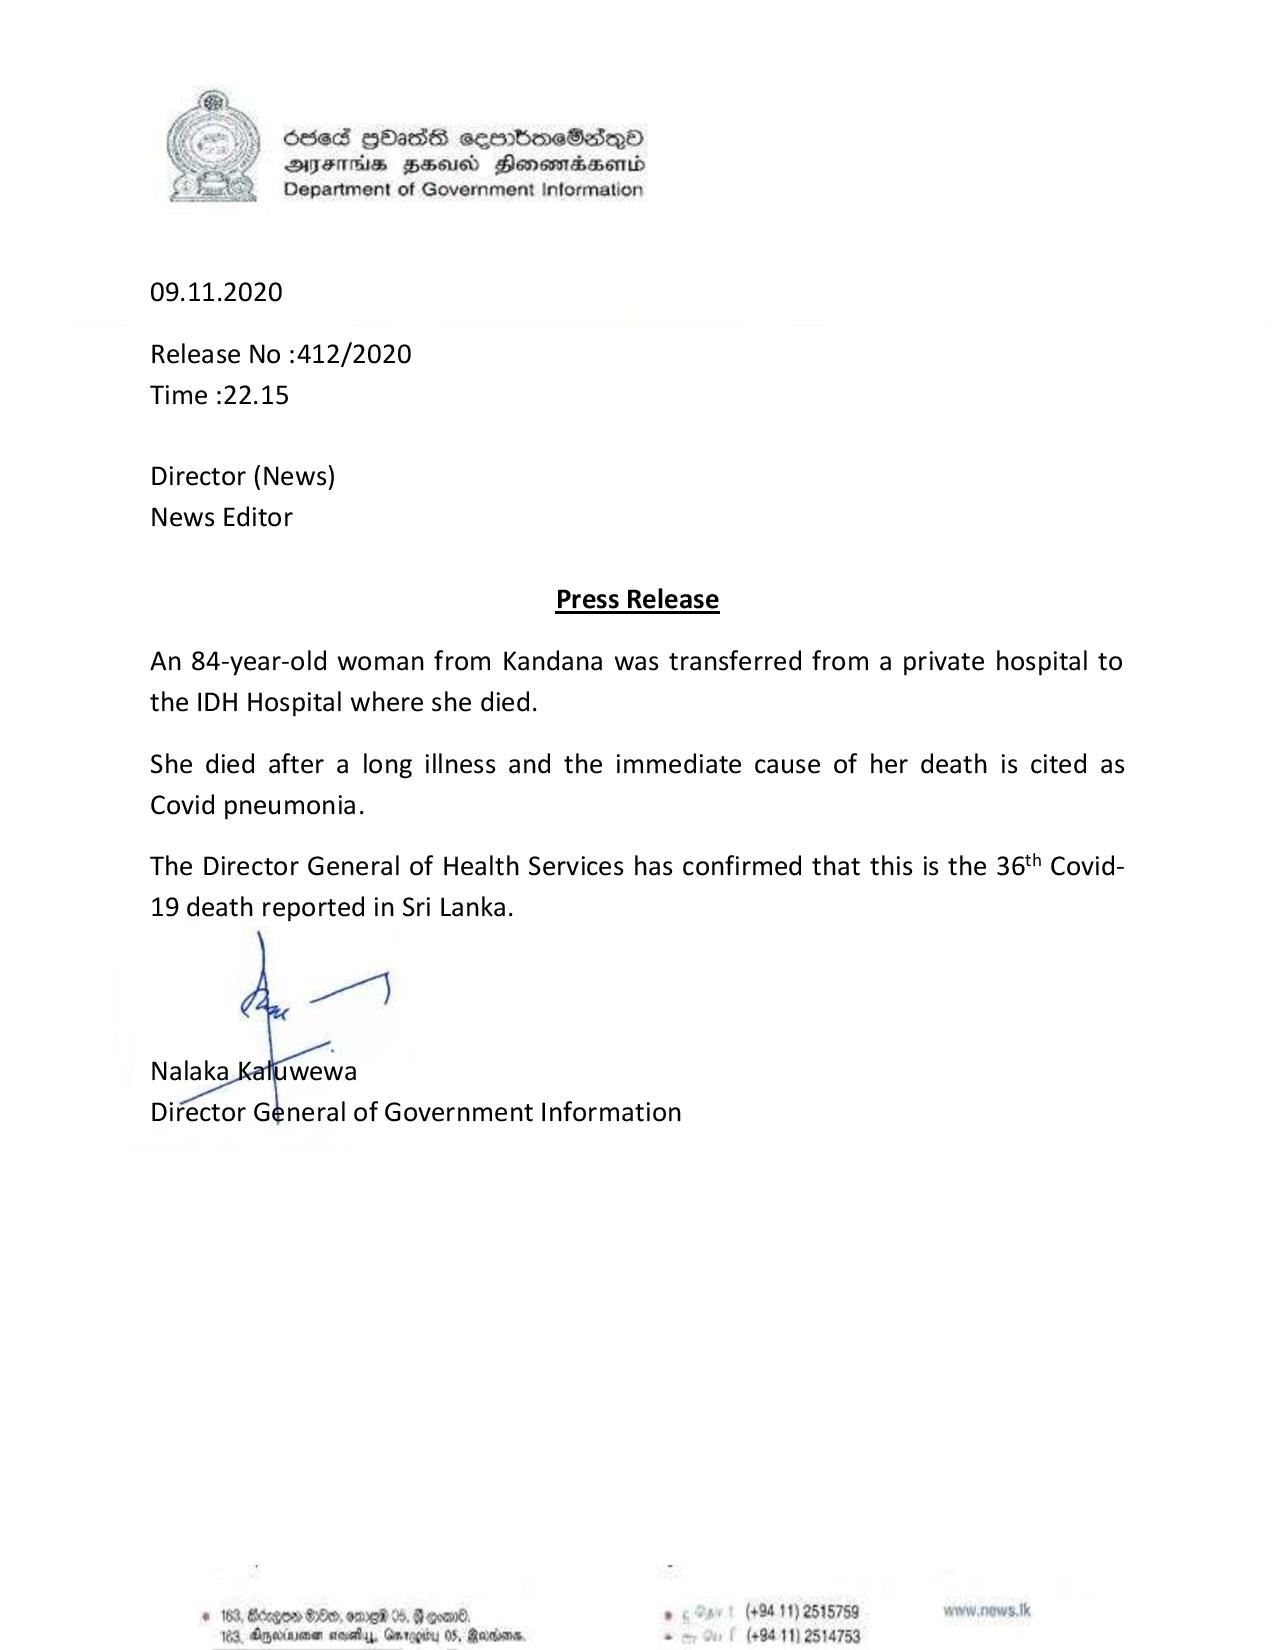 රජයේ ප්‍රවෘත්ති දෙපාර්තමේන්තුව
அரசாங்க தகவல் திணைக்களம்
Department of Government Information
09.11.2020
Release No :412/2020
Time :22.15
Director (News)
News Editor
Press Release
An 84-year-old woman from Kandana was transferred from a private hospital to
the IDH Hospital where she died.
She died after a long illness and the immediate cause of her death is cited as
Covid pneumonia.
The Director General of Health Services has confirmed that this is the 36th Covid-
19 death reported in Sri Lanka.
Nalaka Kaluwewa
Director General of Government Information
163, කිරුලපන මාවත, කොළඹ 05, ශ්‍රී ලංකාව.
163, கிருலப்பனை எவனியூ, கொழும்பு 05, இலங்கை.
(+94 11) 2515759
(+94 11) 2514753
www.news.lk